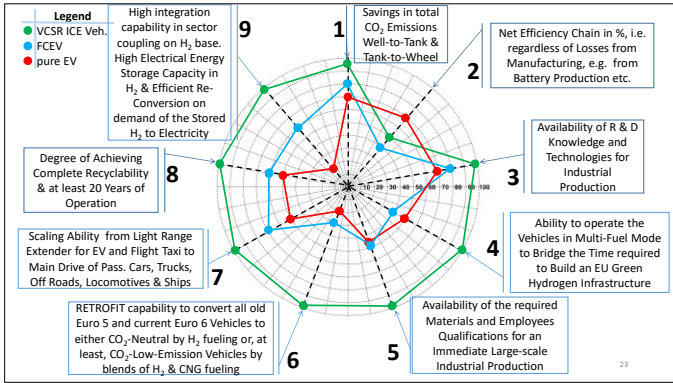 Legend
VCSR ICE Veh.
FCEV
pure EV
High integration
capability in sector
coupling on H2 base.
High Electrical Energy
Storage Capacity in
H2 & Efficient Re-
Conversion on
demand of the Stored
H2 to Electricity
9
1
Savings in total
CO2 Emissions
Well-to-Tank &
Tank-to-Wheel
2
Net Efficiency Chain in %, i.e.
regardless of Losses from
Manufacturing, e.g. from
Battery Production etc.
Availability of R & D
Knowledge and
Technologies for
Industrial
Production
3
10 20 30 40 50 60 70 80 90 100
Degree of Achieving
Complete Recyclability
& at least 20 Years of
Operation
8
4
Ability to operate the
Vehicles in Multi-Fuel Mode
to Bridge the Time required
to Build an EU Green
Hydrogen Infrastructure
Scaling Ability from Light Range
Extender for EV and Flight Taxi to
Main Drive of Pass. Cars, Trucks,
Off Roads, Locomotives & Ships
7
RETROFIT capability to convert all old
Euro 5 and current Euro 6 Vehicles to
either CO2-Neutral by H2 fueling or, at
least, CO2-Low-Emission Vehicles by
blends of H2 & CNG fueling
6
5
Availability of the required
Materials and Employees
Qualifications for an
Immediate Large-scale
Industrial Production
23